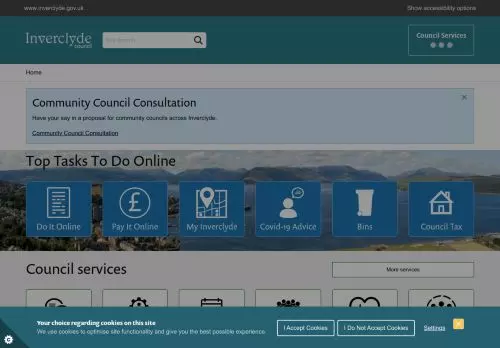 www.inverclyde.gov.uk
Show accessibility options
Inverclyde
council
Council Services
Home
Community Council Consultation
Have your say in a proposal for community councils across Inverclyde.
Community Council Consultation
Top Tasks To Do Online
Do It Online
Pay It Online
My Inverclyde
Covid-19 Advice
Bins
Council Tax
Council services
More services
Your choice regarding cookies on this site
We use cookies to optimise site functionality and give you the best possible experience.
I Accept Cookies
I Do Not Accept Cookies
Settings